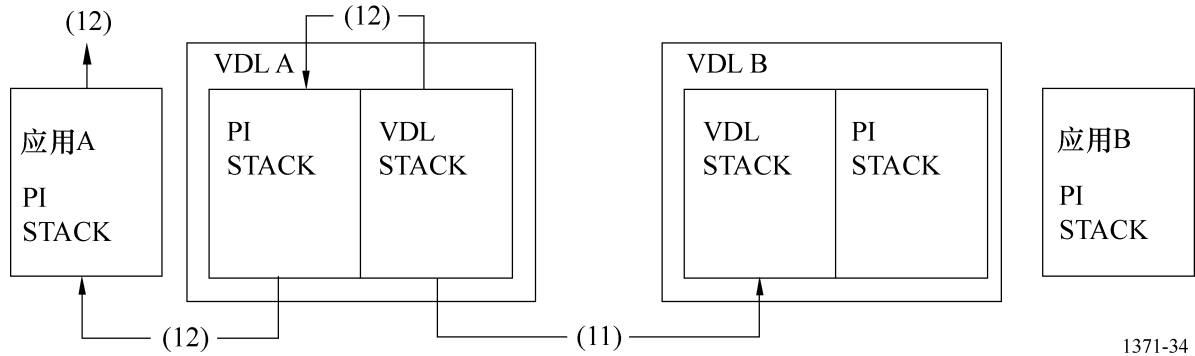 (12)
(12)
VDL A
VDL B
应用A
PI
STACK
PI
STACK
VDL
STACK
VDL
STACK
PI
STACK
应用B
PI
STACK
(12)
(11)
1371-34